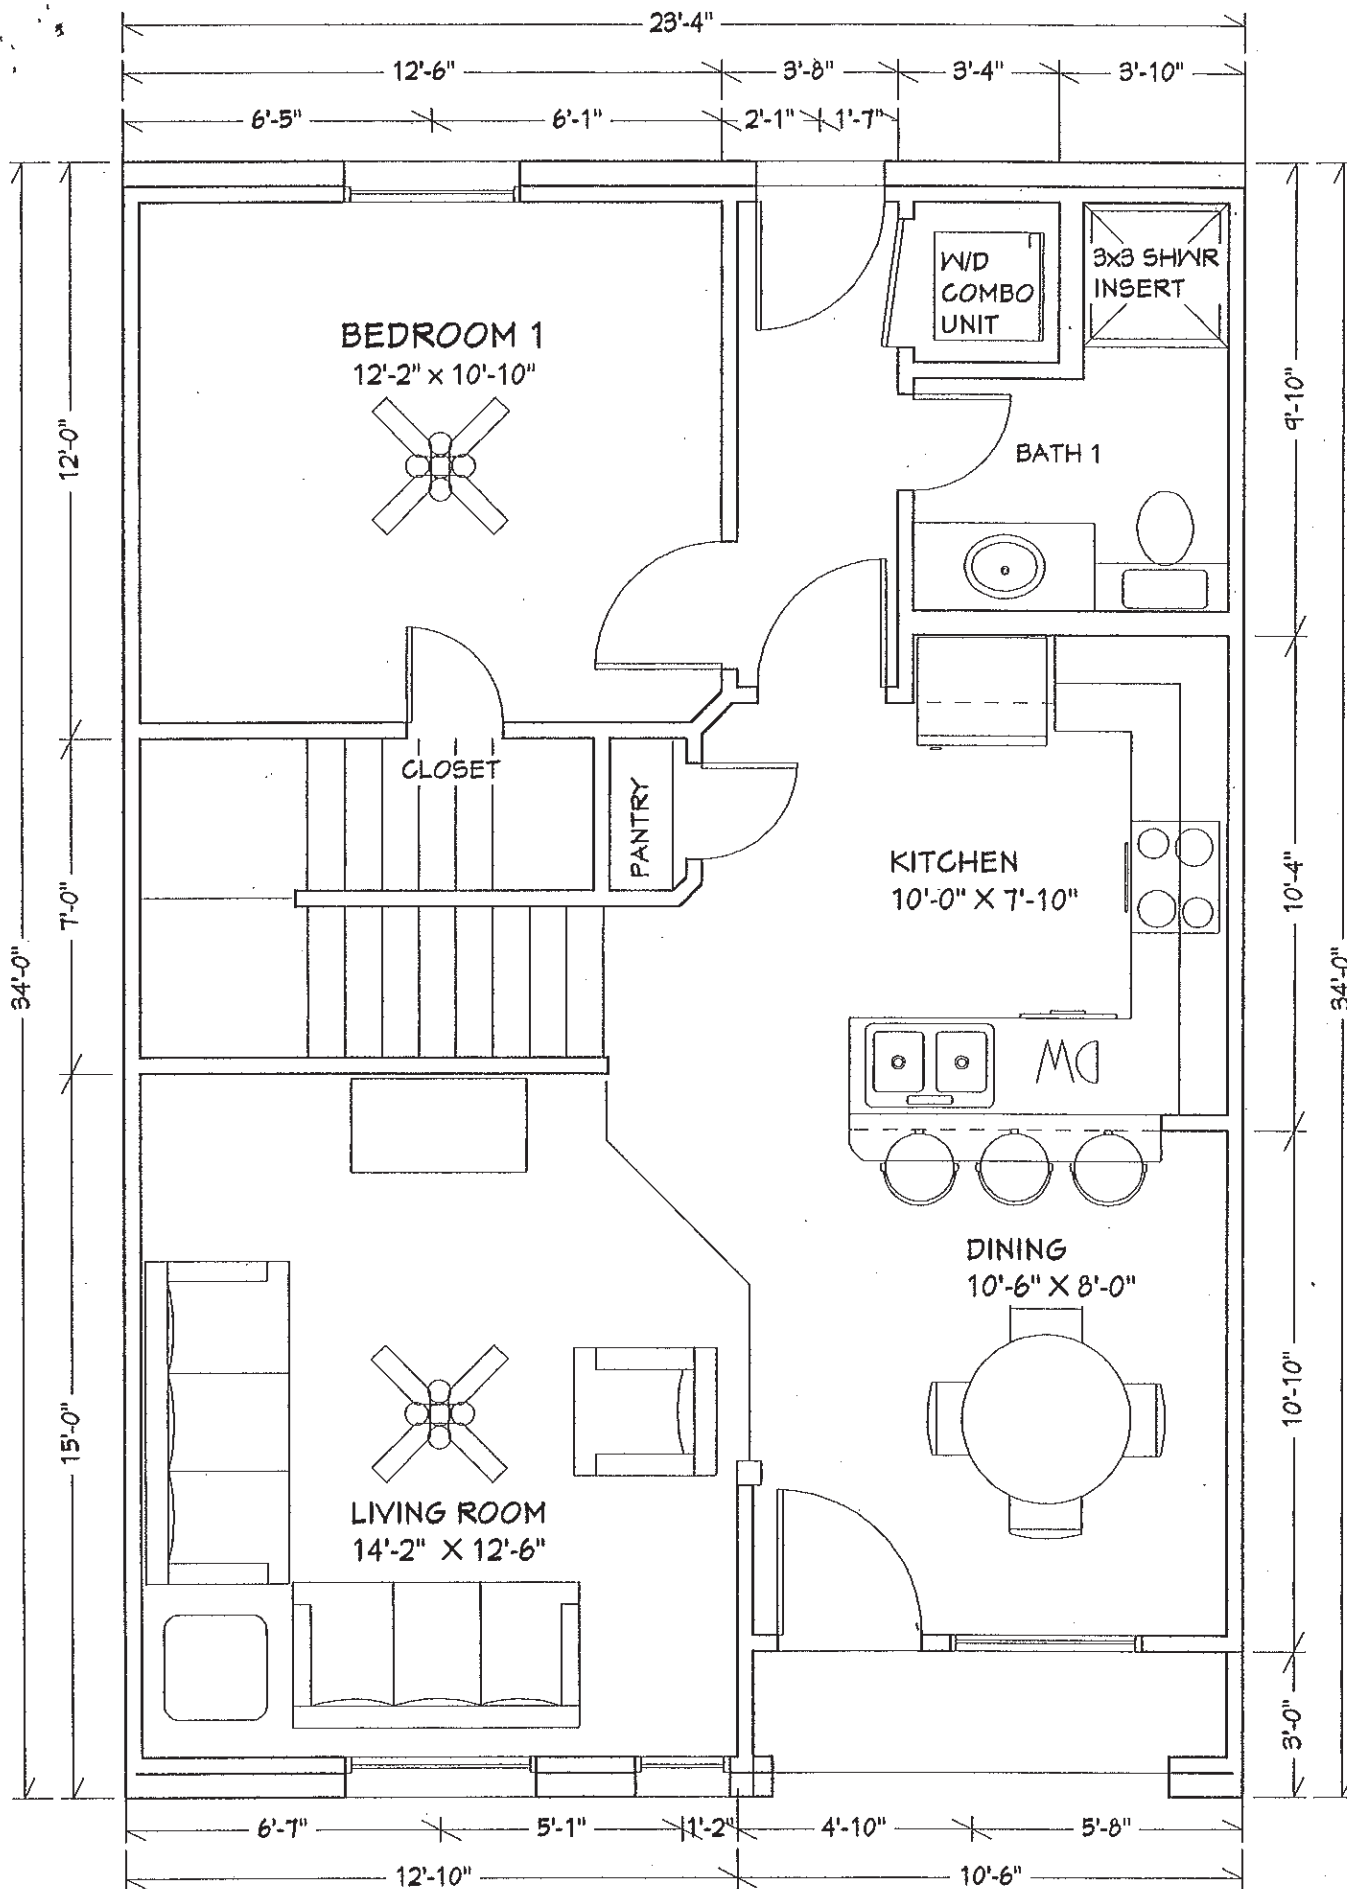 23'-4"
12'-6" 3'-8" 3'-4" 3'-10"
6'-5" 6'-1" 2'-1" 1'-7"
W/D
COMBO
UNIT
3x3 SHWR
INSERT
BEDROOM 1
12'-2" x 10'-10"
9'-10"
12'-0"
BATH 1
CLOSET
PANTRY
KITCHEN
10'-0" X 7'-10"
10'-4"
7'-0"
34'-0"
34'-0"
DW
DINING
10'-6" X 8'-0"
15'-0"
10'-10"
LIVING ROOM
14'-2" X 12'-6"
3'-0"
6'-7" 5'-1" 1'-2" 4'-10" 5'-8"
12'-10" 10'-6"